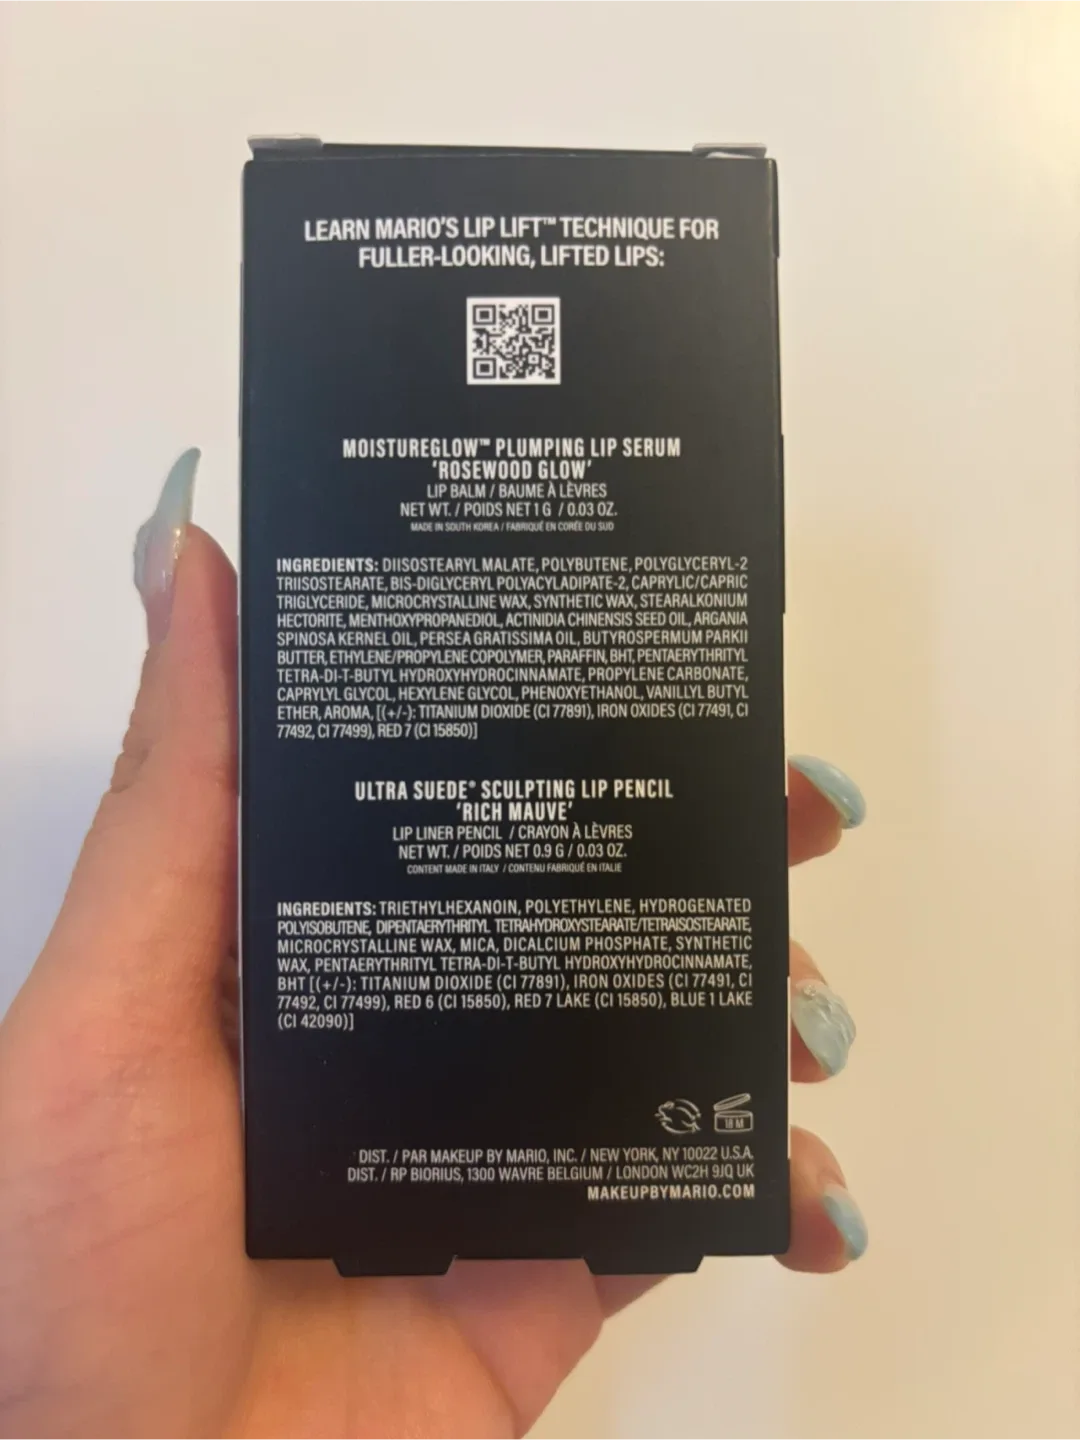 LEARN MARIO'S LIP LIFT™ TECHNIQUE FOR
FULLER-LOOKING, LIFTED LIPS:
MOISTUREGLOW™ PLUMPING LIP SERUM
'ROSEWOOD GLOW'
LIP BALM / BAUME À LÈVRES
NET WT. / POIDS NET 1 G / 0.03 OZ.
MADE IN SOUTH KOREA / FABRIQUÉ EN CORÉE DU SUD
INGREDIENTS: DIISOSTEARYL MALATE, POLYBUTENE, POLYGLYCERYL-2
TRIISOSTEARATE, BIS-DIGLYCERYL POLYACYLADIPATE-2, CAPRYLIC/CAPRIC
TRIGLYCERIDE, MICROCRYSTALLINE WAX, SYNTHETIC WAX, STEARALKONIUM
HECTORITE, MENTHOXYPROPANEDIOL, ACTINIDIA CHINENSIS SEED OIL, ARGANIA
SPINOSA KERNEL OIL, PERSEA GRATISSIMA OIL, BUTYROSPERMUM PARKII
BUTTER, ETHYLENE/PROPYLENE COPOLYMER, PARAFFIN, BHT, PENTAERYTHRITYL
TETRA-DI-T-BUTYL HYDROXYHYDROCINNAMATE, PROPYLENE CARBONATE,
CAPRYLYL GLYCOL, HEXYLENE GLYCOL, PHENOXYETHANOL, VANILLYL BUTYL
ETHER, AROMA, [(+/-): TITANIUM DIOXIDE (CI 77891), IRON OXIDES (CI 77491, CI
77492, CI 77499), RED 7 (CI 15850)]
ULTRA SUEDE® SCULPTING LIP PENCIL
'RICH MAUVE'
LIP LINER PENCIL / CRAYON À LÈVRES
NET WT. / POIDS NET 0.9 G / 0.03 OZ.
CONTENT MADE IN ITALY / CONTENU FABRIQUÉ EN ITALIE
INGREDIENTS: TRIETHYLHEXANOIN, POLYETHYLENE, HYDROGENATED
POLYISOBUTENE, DIPENTAERYTHRITYL TETRAHYDROXYSTEARATE/TETRAISOSTEARATE,
MICROCRYSTALLINE WAX, MICA, DICALCIUM PHOSPHATE, SYNTHETIC
WAX, PENTAERYTHRITYL TETRA-DI-T-BUTYL HYDROXYHYDROCINNAMATE,
BHT [(+/-): TITANIUM DIOXIDE (CI 77891), IRON OXIDES (CI 77491, CI
77492, CI 77499), RED 6 (CI 15850), RED 7 LAKE (CI 15850), BLUE 1 LAKE
(CI 42090)]
18 M
DIST. / PAR MAKEUP BY MARIO, INC. / NEW YORK, NY 10022 U.S.A.
DIST. / RP BIORIUS, 1300 WAVRE BELGIUM / LONDON WC2H 9JQ UK
MAKEUPBYMARIO.COM